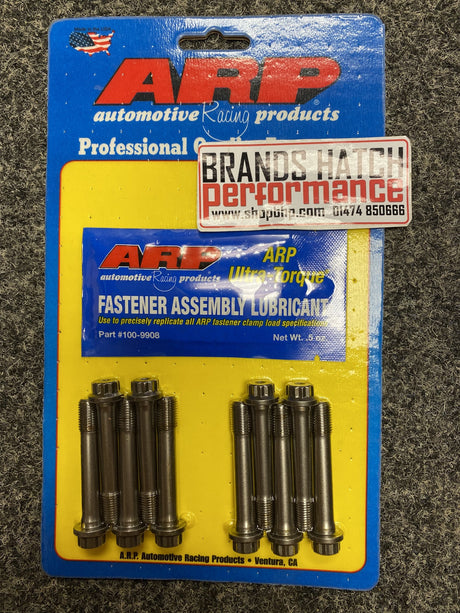 ARP
automotive Racing products
Professional
BRANDS HATCH
performance
www.shopbhp.com 01474 850666
ARP
automotive Racing products
ARP
Ultra-Torque
FASTENER ASSEMBLY LUBRICANT
Use to precisely replicate all ARP fastener clamp load specifications
Part #100-9908
Net Wt. .5 oz
A.R.P. Automotive Racing Products • Ventura, CA